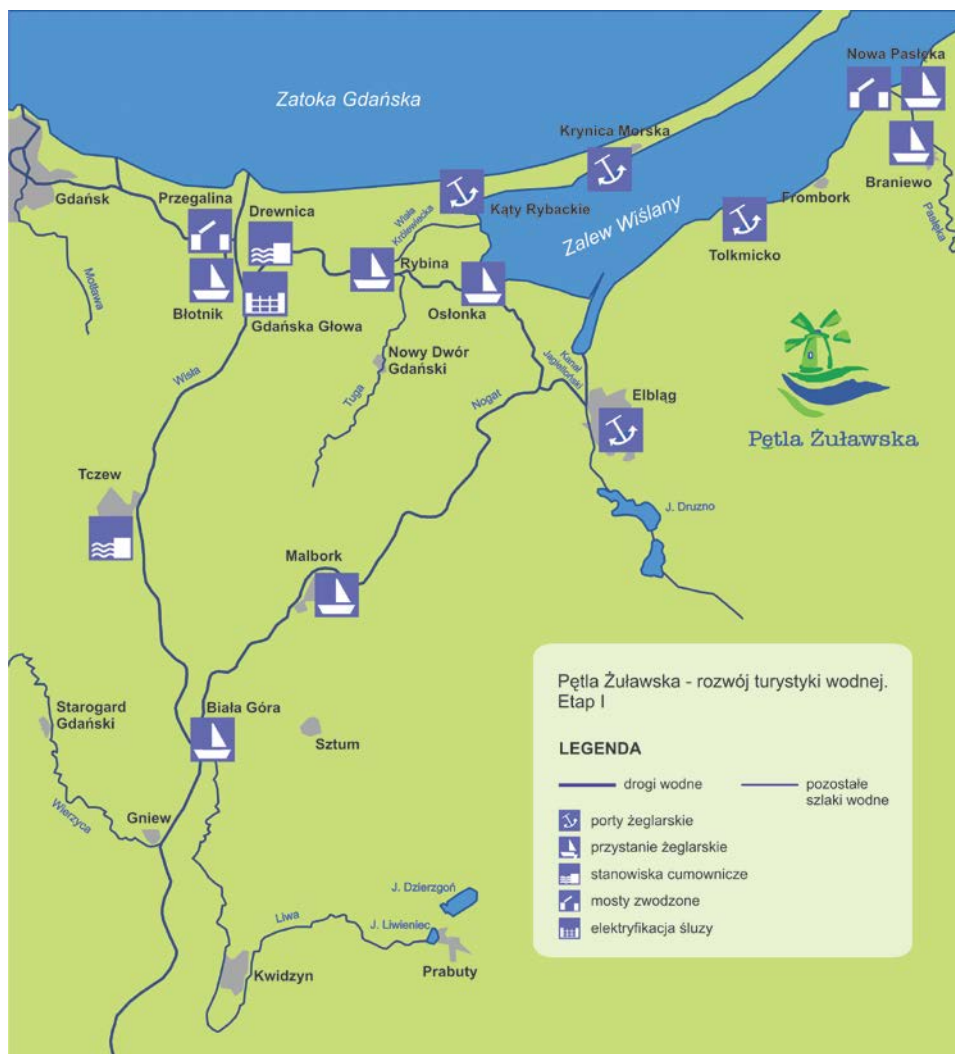 Nowa Pasłęka
Zatoka Gdańska
Krynica Morska
Braniewo
Gdańsk
Przegalina
Drewnica
Kąty Rybackie
Wisła
Królewiecka
Zalew Wiślany
Frombork
Pasłęka
Tolkmicko
Motława
Rybina
Błotnik
Gdańska Głowa
Osłonka
Nowy Dwór
Gdański
Kanał
Jagielloński
Wisła
Tuga
Nogat
Elbląg
Pętla Żuławska
Tczew
J. Druzno
Malbork
Starogard
Gdański
Biała Góra
Sztum
Wierzyca
Gniew
J. Dzierzgoń
Liwa
J. Liwieniec
Kwidzyn
Prabuty
Pętla Żuławska - rozwój turystyki wodnej.
Etap I
LEGENDA
drogi wodne
pozostałe
szlaki wodne
porty żeglarskie
przystanie żeglarskie
stanowiska cumownicze
mosty zwodzone
elektryfikacja śluzy